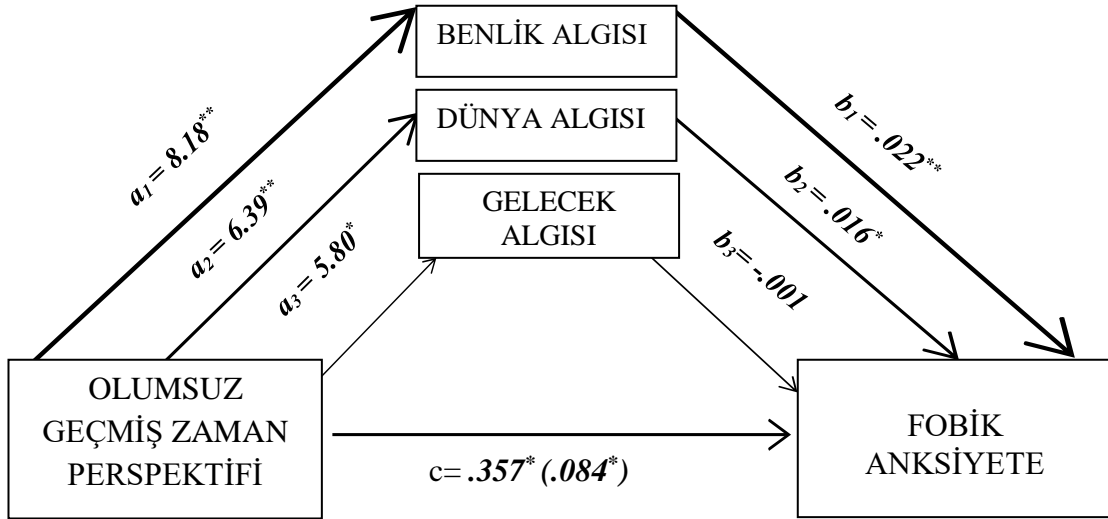 BENLİK ALGISI
DÜNYA ALGISI
GELECEK
ALGISI
a₁ = 8.18**
a₂ = 6.39**
a₃ = 5.80*
b₁ = .022**
b₂ = .016*
b₃= -.001
OLUMSUZ
GEÇMİŞ ZAMAN
PERSPEKTİFİ
c= .357* (.084*)
FOBİK
ANKSİYETE